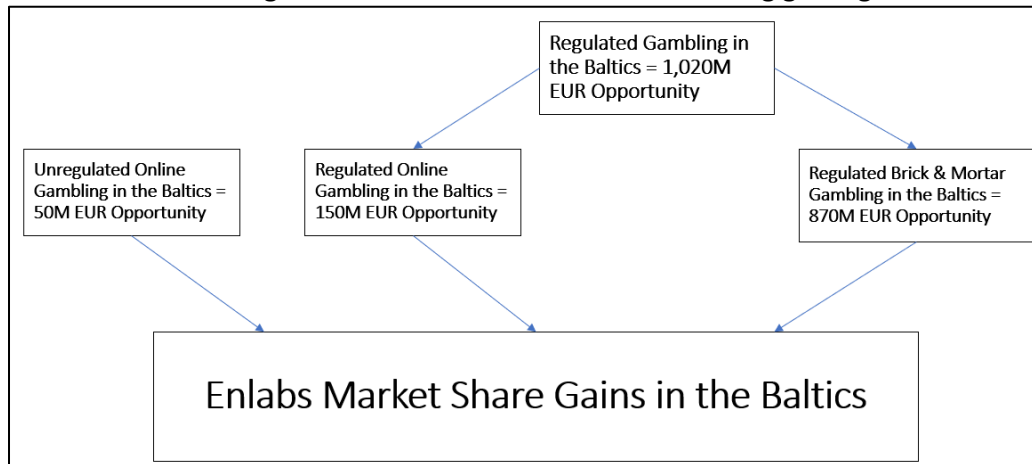 Regulated Gambling in
the Baltics = 1,020M
EUR Opportunity
Unregulated Online
Gambling in the Baltics =
50M EUR Opportunity
Regulated Online
Gambling in the Baltics =
150M EUR Opportunity
Regulated Brick & Mortar
Gambling in the Baltics =
870M EUR Opportunity
Enlabs Market Share Gains in the Baltics